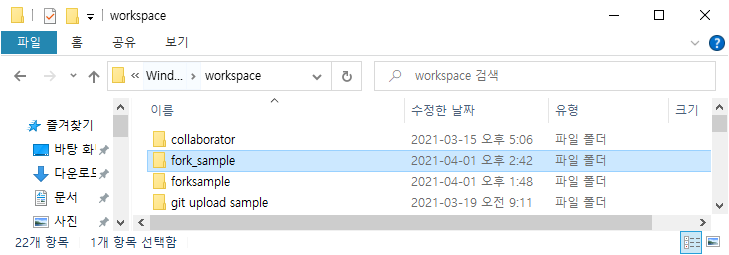 workspace
파일 홈 공유 보기
Wind... workspace workspace 검색
이름 수정한 날짜 유형 크기
즐겨찾기
바탕 화
다운로드
문서
사진
collaborator 2021-03-15 오후 5:06 파일 폴더
fork_sample 2021-04-01 오후 2:42 파일 폴더
forksample 2021-04-01 오후 1:48 파일 폴더
git upload sample 2021-03-19 오전 9:11 파일 폴더
22개 항목 1개 항목 선택함